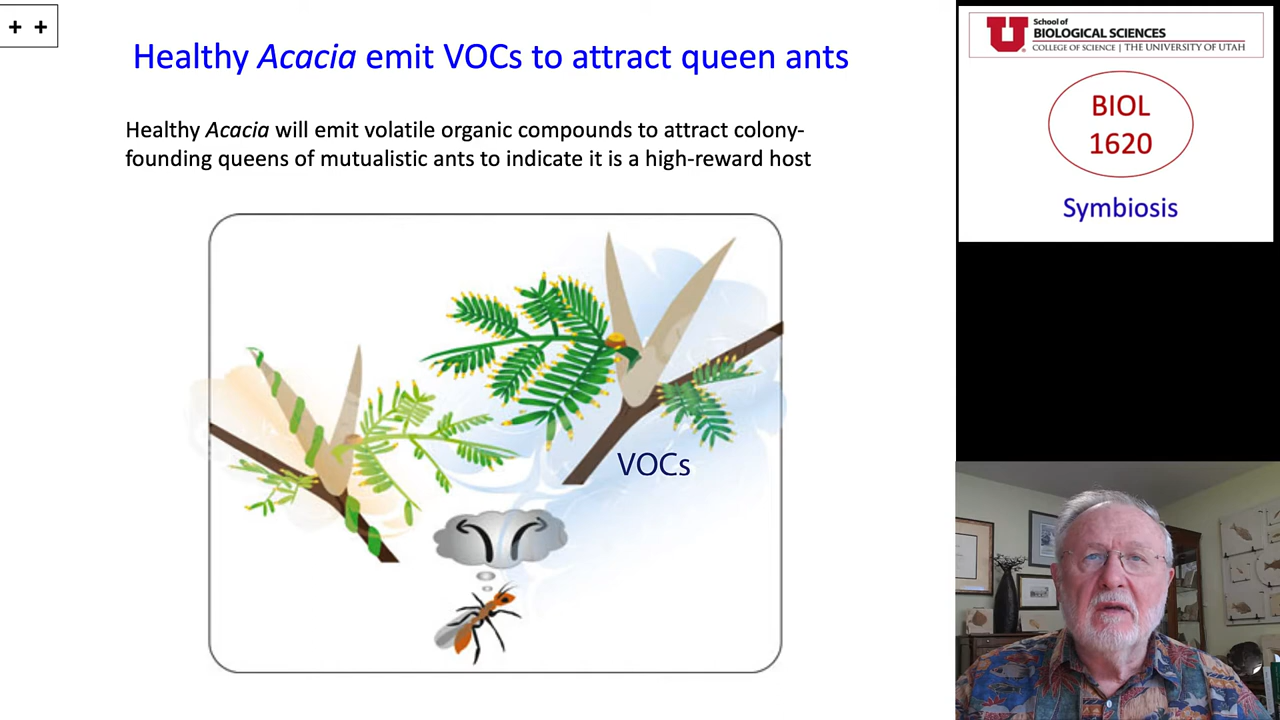 + +
Healthy Acacia emit VOCs to attract queen ants
Healthy Acacia will emit volatile organic compounds to attract colony-
founding queens of mutualistic ants to indicate it is a high-reward host
VOCs
U
School of
BIOLOGICAL SCIENCES
COLLEGE OF SCIENCE | THE UNIVERSITY OF UTAH
BIOL
1620
Symbiosis